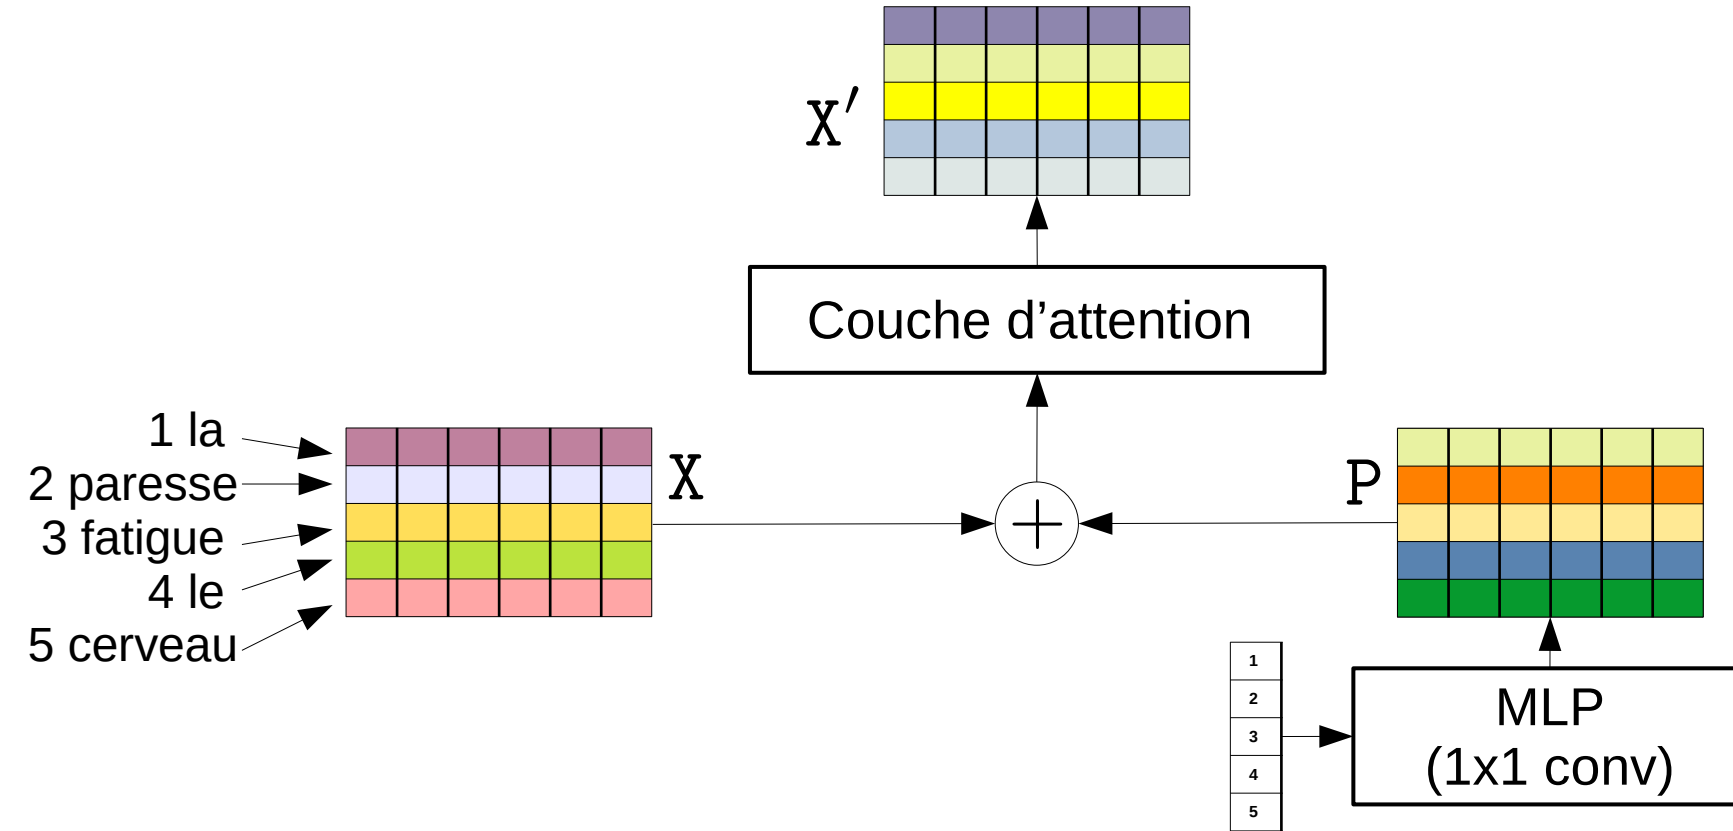 X′
Couche d’attention
1 la
2 paresse
3 fatigue
4 le
5 cerveau
X
P
1
2
3
4
5
MLP
(1x1 conv)